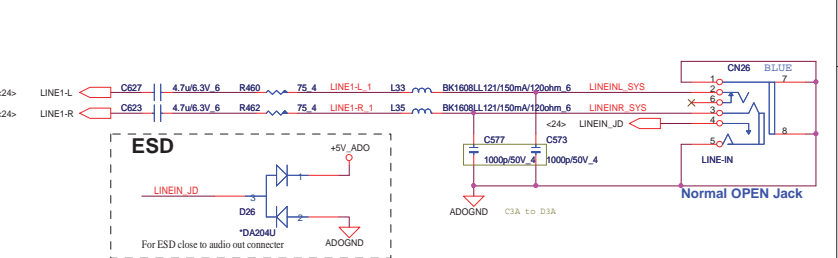 CN26 BLUE
<24> LINE1-L C627 4.7u/6.3V_6 R460 75_4 LINE1-L_1 L33 BK1608LL121/150mA/120ohm_6 LINEINL_SYS 1 2 7
<24> LINE1-R C623 4.7u/6.3V_6 R462 75_4 LINE1-R_1 L35 BK1608LL121/150mA/120ohm_6 LINEINR_SYS 6 3
<24> LINEIN_JD 4 8
ESD +5V_ADO C577 C573 5
1000p/50V_4 1000p/50V_4 LINE-IN
LINEIN_JD 3 1
Normal OPEN Jack
D26 2
ADOGND C3A to D3A
*DA204U
For ESD close to audio out connecter ADOGND